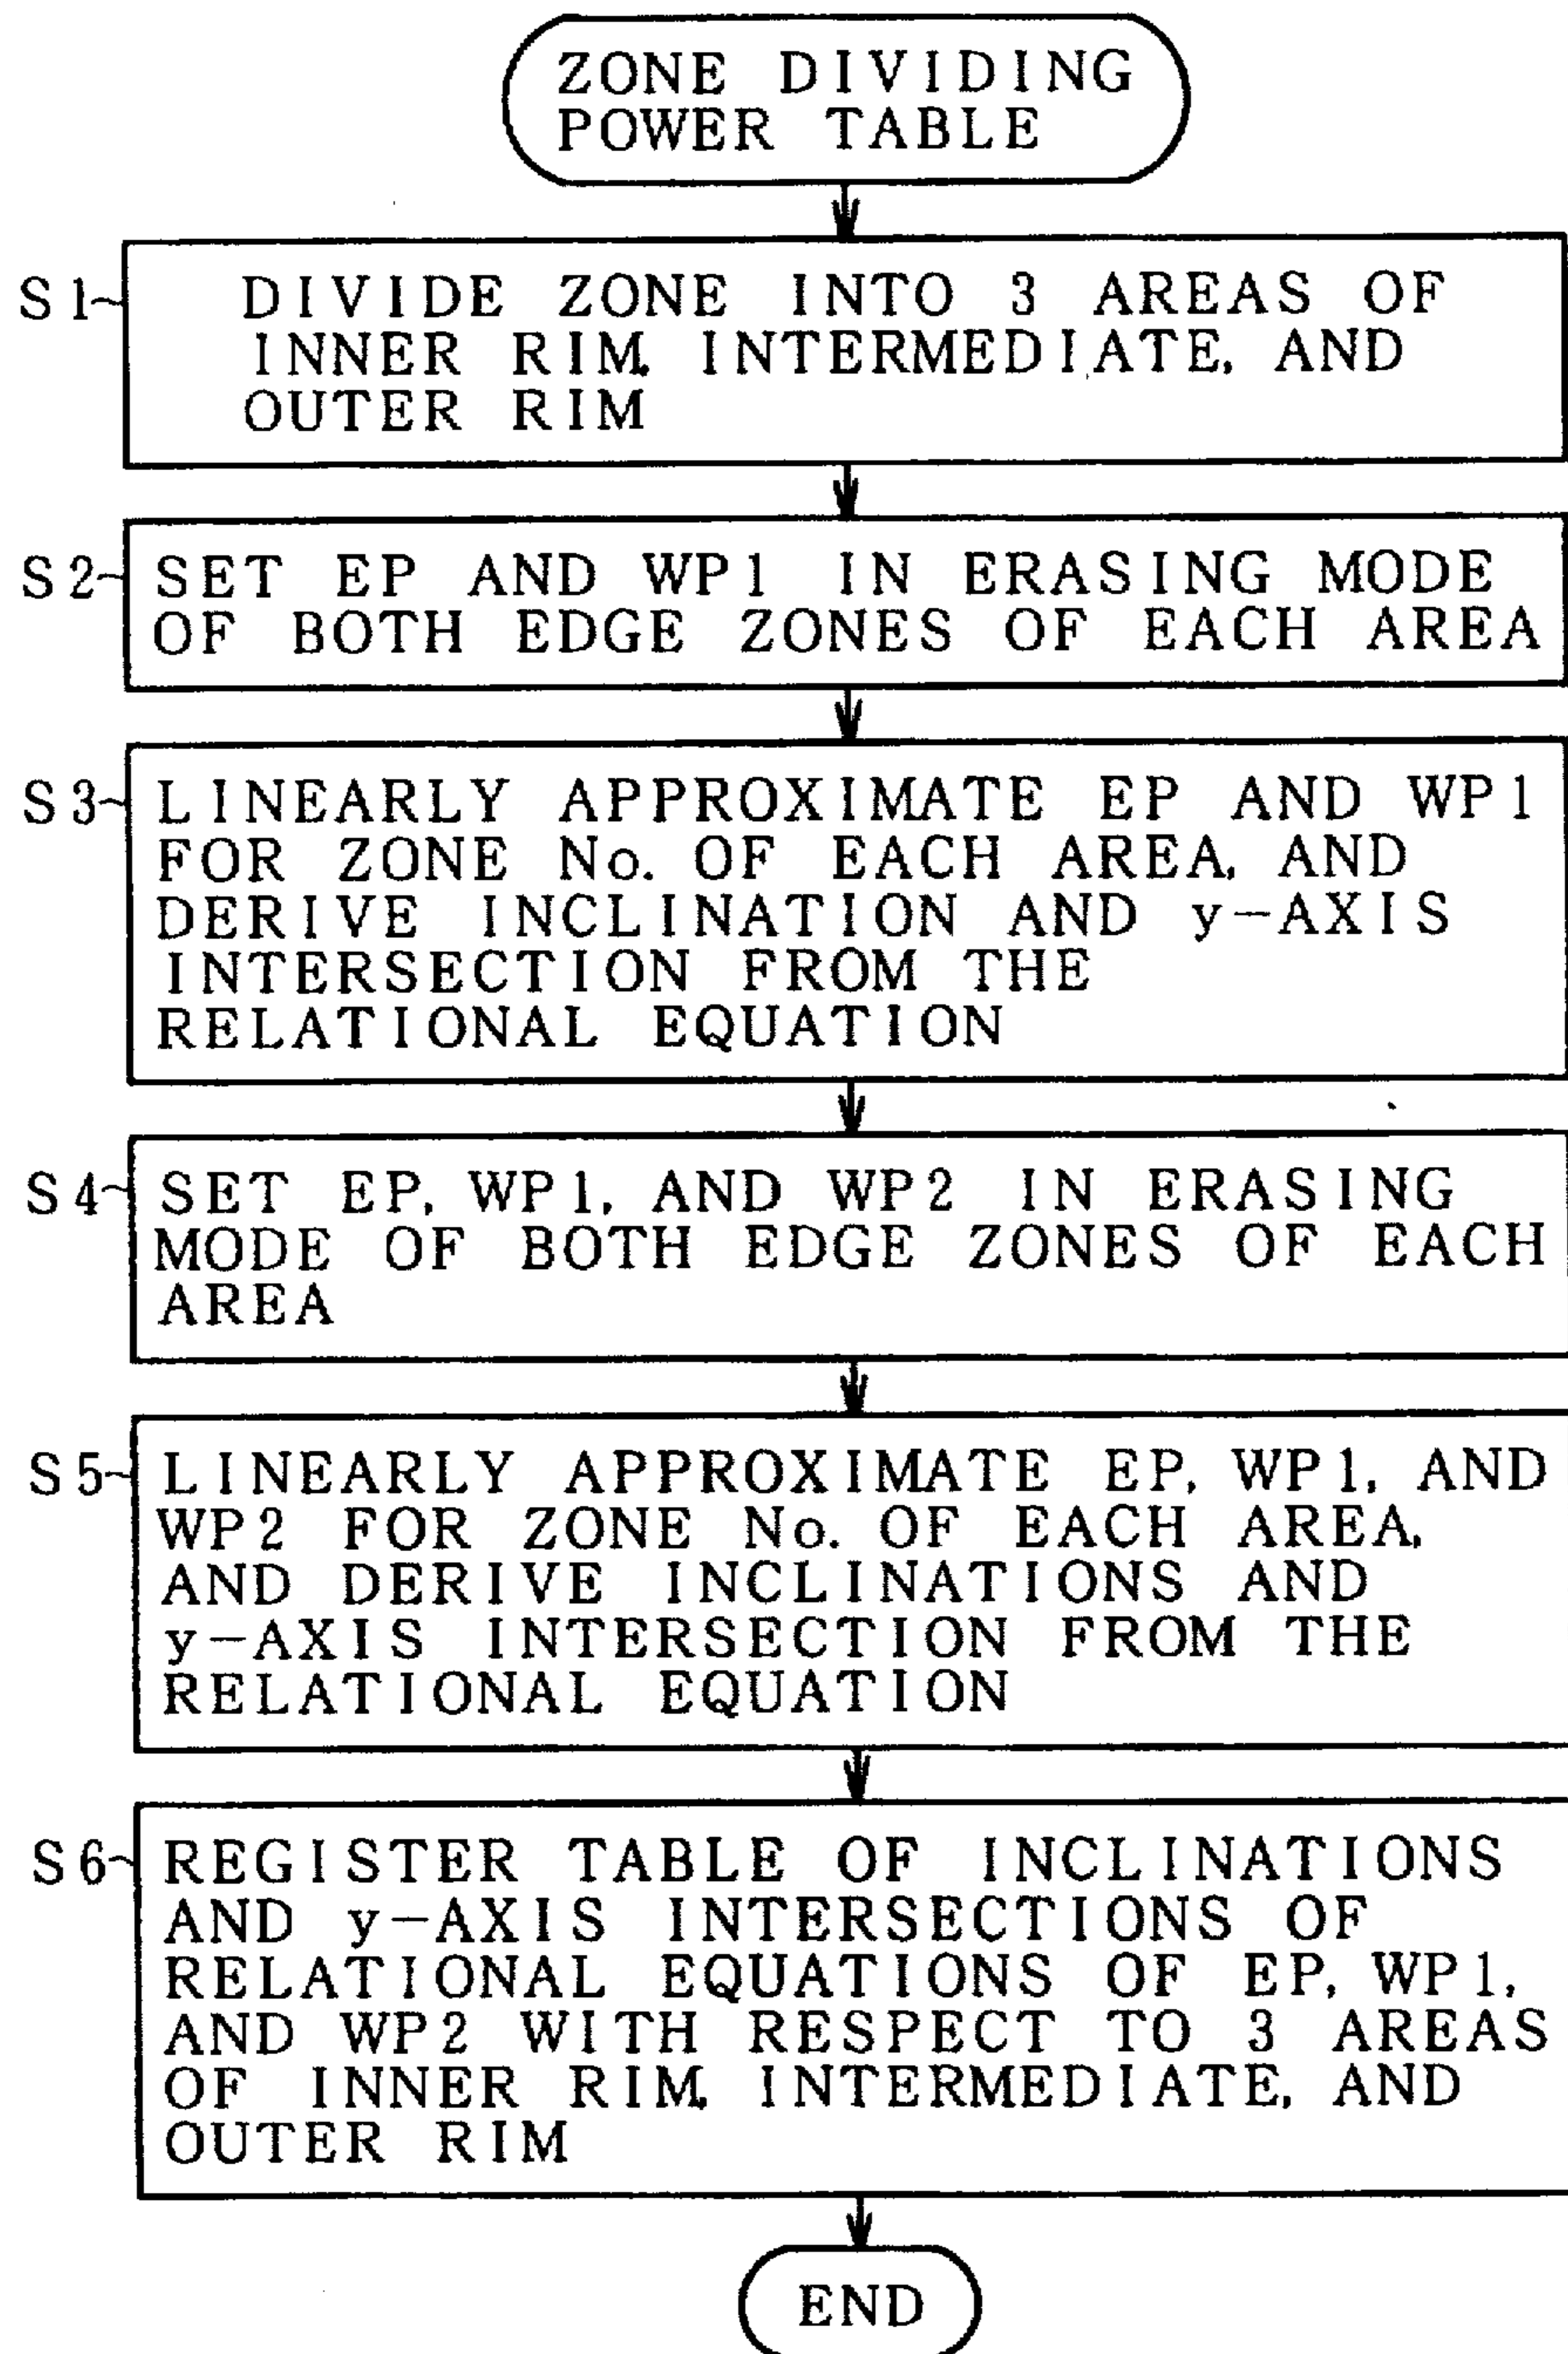 ZONE DIVIDING
POWER TABLE
S1
DIVIDE ZONE INTO 3 AREAS OF
INNER RIM, INTERMEDIATE, AND
OUTER RIM
S2
SET EP AND WP1 IN ERASING MODE
OF BOTH EDGE ZONES OF EACH AREA
S3
LINEARLY APPROXIMATE EP AND WP1
FOR ZONE No. OF EACH AREA, AND
DERIVE INCLINATION AND y-AXIS
INTERSECTION FROM THE
RELATIONAL EQUATION
S4
SET EP, WP1, AND WP2 IN ERASING
MODE OF BOTH EDGE ZONES OF EACH
AREA
S5
LINEARLY APPROXIMATE EP, WP1, AND
WP2 FOR ZONE No. OF EACH AREA,
AND DERIVE INCLINATIONS AND
y-AXIS INTERSECTION FROM THE
RELATIONAL EQUATION
S6
REGISTER TABLE OF INCLINATIONS
AND y-AXIS INTERSECTIONS OF
RELATIONAL EQUATIONS OF EP, WP1,
AND WP2 WITH RESPECT TO 3 AREAS
OF INNER RIM, INTERMEDIATE, AND
OUTER RIM
END